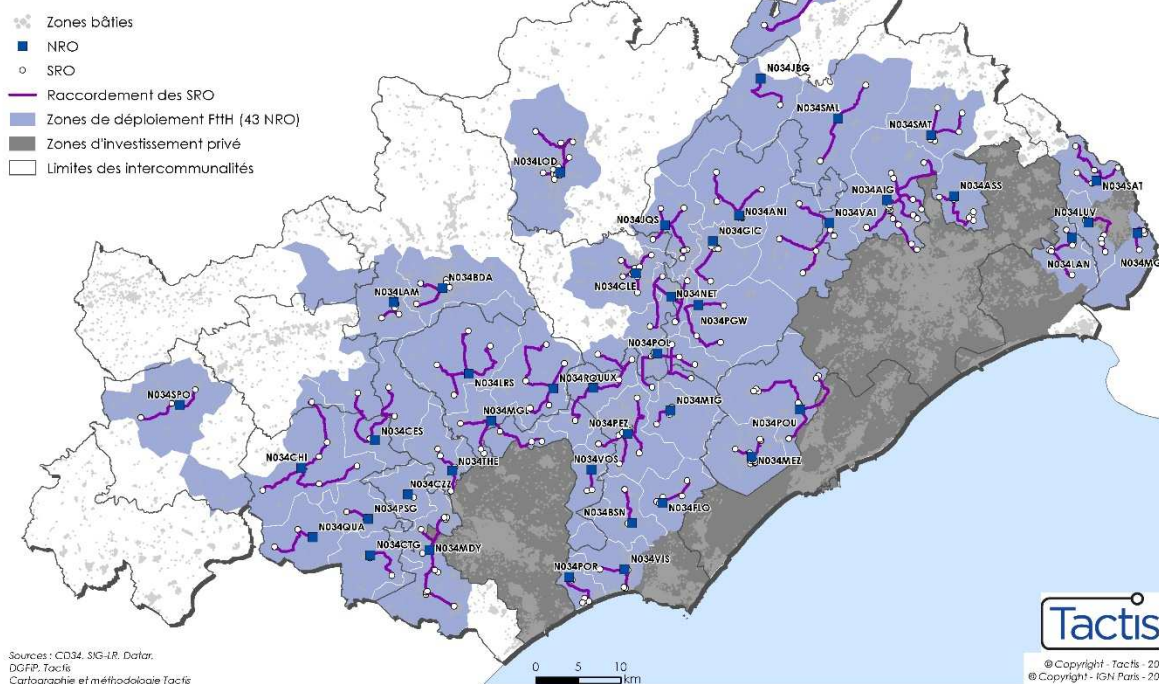 Zones bâties
NRO
SRO
Raccordement des SRO
Zones de déploiement FttH (43 NRO)
Zones d'investissement privé
Limites des intercommunalités
N034JBG
N034SML
N034SMT
N034LOD
N034SAT
N034AIG
N034ASS
N034ANI
N034JQS
N034VAI
N034LUV
N034GIC
N034MG
N034LAN
N034CLE
N034BDA
N034NET
N034LAM
N034PGW
N034POL
N034LRS
N034ROUUX
N034SPO
N034MTG
N034MGL
N034POU
N034PEZ
N034CES
N034MEZ
N034CHI
N034THE
N034VOS
N034CZZ
N034FLO
N034PSG
N034BSN
N034QUA
N034CTG
N034MDY
N034VIS
N034POR
Tactis
Sources : CD34, SIG-LR, Datar,
DGFiP, Tactis
Cartographie et méthodologie Tactis
0 5 10
km
© Copyright - Tactis - 20
© Copyright - IGN Paris - 20